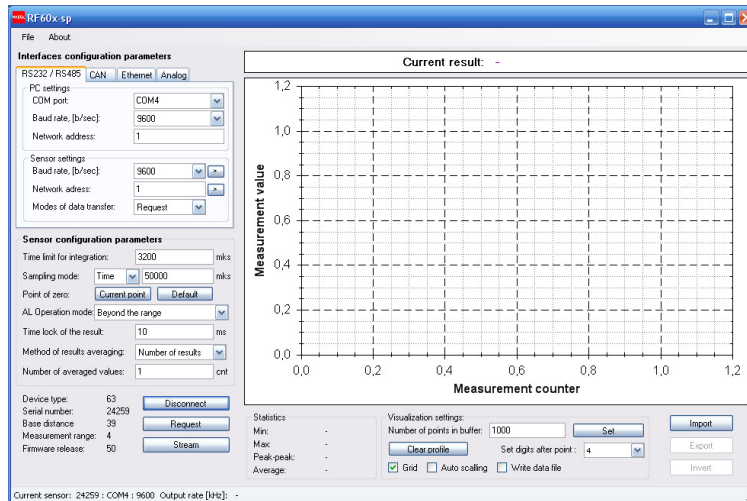 RF60x-sp
File About
Interfaces configuration parameters
RS232 / RS485 CAN Ethernet Analog
PC settings
COM port: COM4
Baud rate, [b/sec]: 9600
Network address: 1
Sensor settings
Baud rate, [b/sec]: 9600 >
Network adress: 1 >
Modes of data transfer: Request
Sensor configuration parameters
Time limit for integration: 3200 mks
Sampling mode: Time 50000 mks
Point of zero: Current point Default
AL Operation mode: Beyond the range
Time lock of the result: 10 ms
Method of results averaging: Number of results
Number of averaged values: 1 cnt
Device type: 63
Serial number: 24259
Base distance 39
Measurement range: 4
Firmware release: 50
Disconnect
Request
Stream
Current result: -
Measurement value
1,2
1,0
0,8
0,6
0,4
0,2
0,0
0,0 0,2 0,4 0,6 0,8 1,0 1,2
Measurement counter
Statistics
Min: -
Max: -
Peak-peak: -
Average: -
Visualization settings:
Number of points in buffer: 1000 Set
Clear profile Set digits after point : 4
Grid Auto scalling Write data file
Import
Export
Invert
Current sensor: 24259 : COM4 : 9600 Output rate [kHz]: -